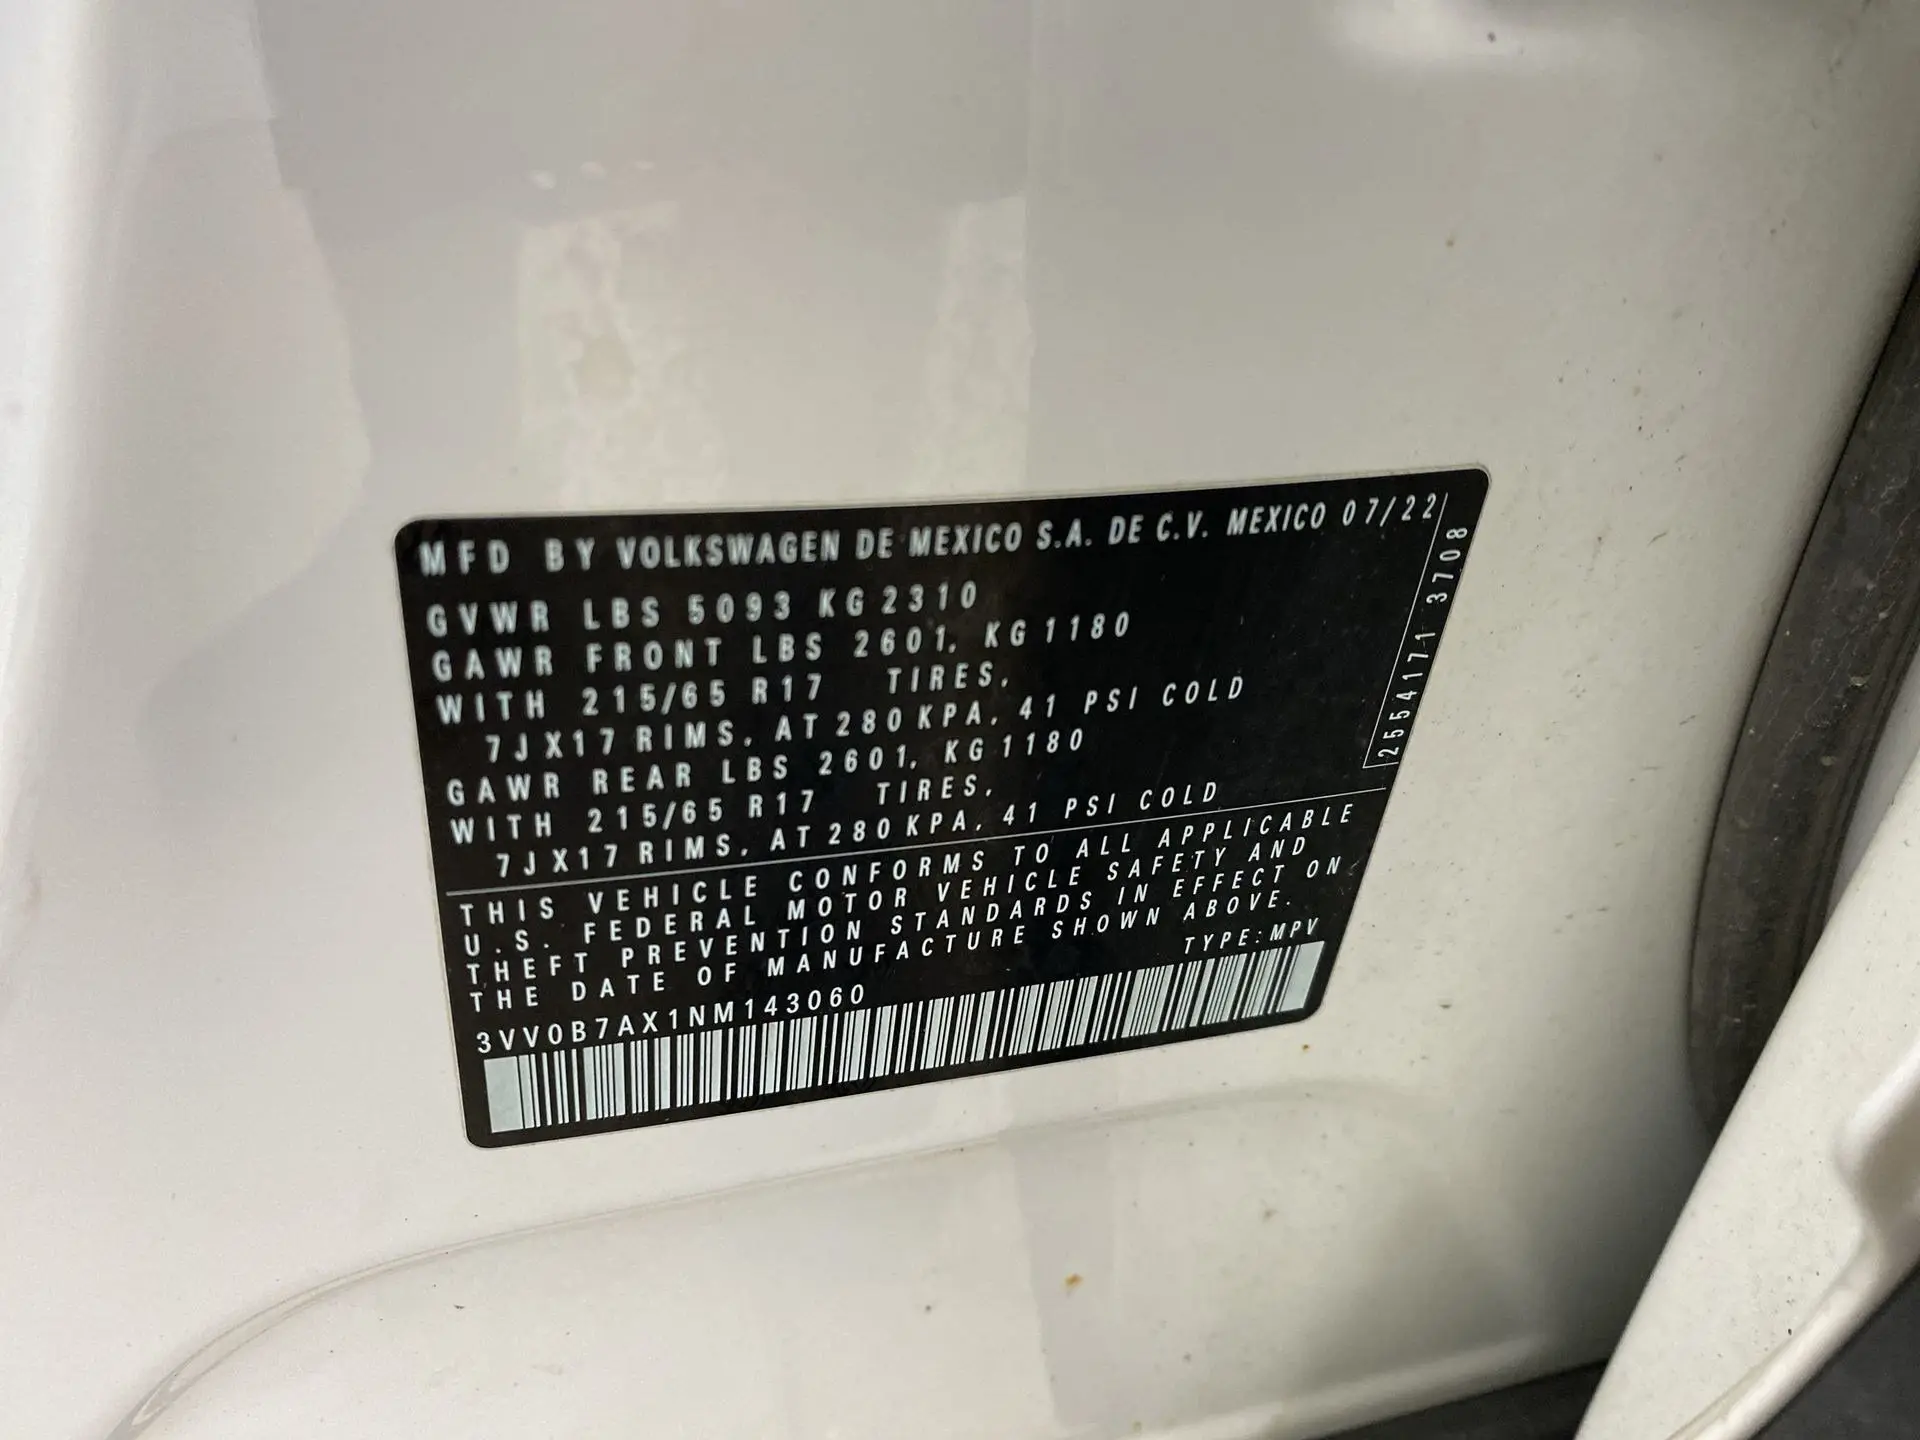 MFD BY VOLKSWAGEN DE MEXICO S.A. DE C.V. MEXICO 07/22
GVWR LBS 5093 KG 2310
GAWR FRONT LBS 2601, KG 1180
WITH 215/65 R17 TIRES,
7JX17 RIMS, AT 280 KPA, 41 PSI COLD
GAWR REAR LBS 2601, KG 1180
WITH 215/65 R17 TIRES,
7JX17 RIMS, AT 280 KPA, 41 PSI COLD
2554171 3708
THIS VEHICLE CONFORMS TO ALL APPLICABLE
U.S. FEDERAL MOTOR VEHICLE SAFETY AND
THEFT PREVENTION STANDARDS IN EFFECT ON
THE DATE OF MANUFACTURE SHOWN ABOVE.
TYPE:MPV
3VV0B7AX1NM143060